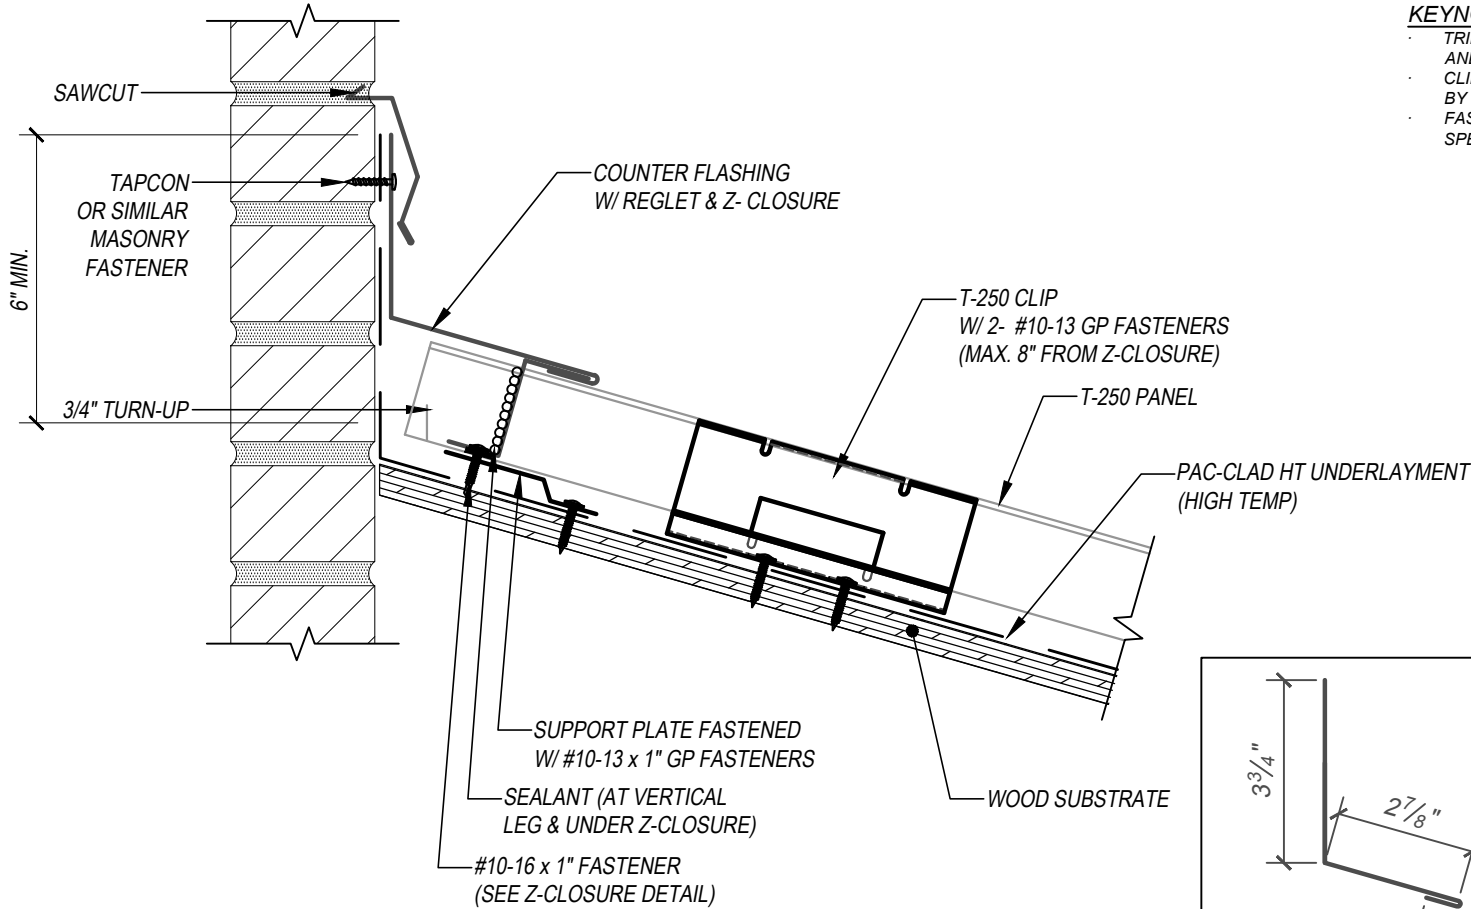 KEYN
TRI
AN
CLI
BY
FAS
SPE
SAWCUT
TAPCON
OR SIMILAR
MASONRY
FASTENER
6" MIN.
3/4" TURN-UP
COUNTER FLASHING
W/ REGLET & Z- CLOSURE
T-250 CLIP
W/ 2- #10-13 GP FASTENERS
(MAX. 8" FROM Z-CLOSURE)
T-250 PANEL
PAC-CLAD HT UNDERLAYMENT
(HIGH TEMP)
SUPPORT PLATE FASTENED
W/ #10-13 x 1" GP FASTENERS
SEALANT (AT VERTICAL
LEG & UNDER Z-CLOSURE)
#10-16 x 1" FASTENER
(SEE Z-CLOSURE DETAIL)
WOOD SUBSTRATE
3 3/4"
2 7/8"